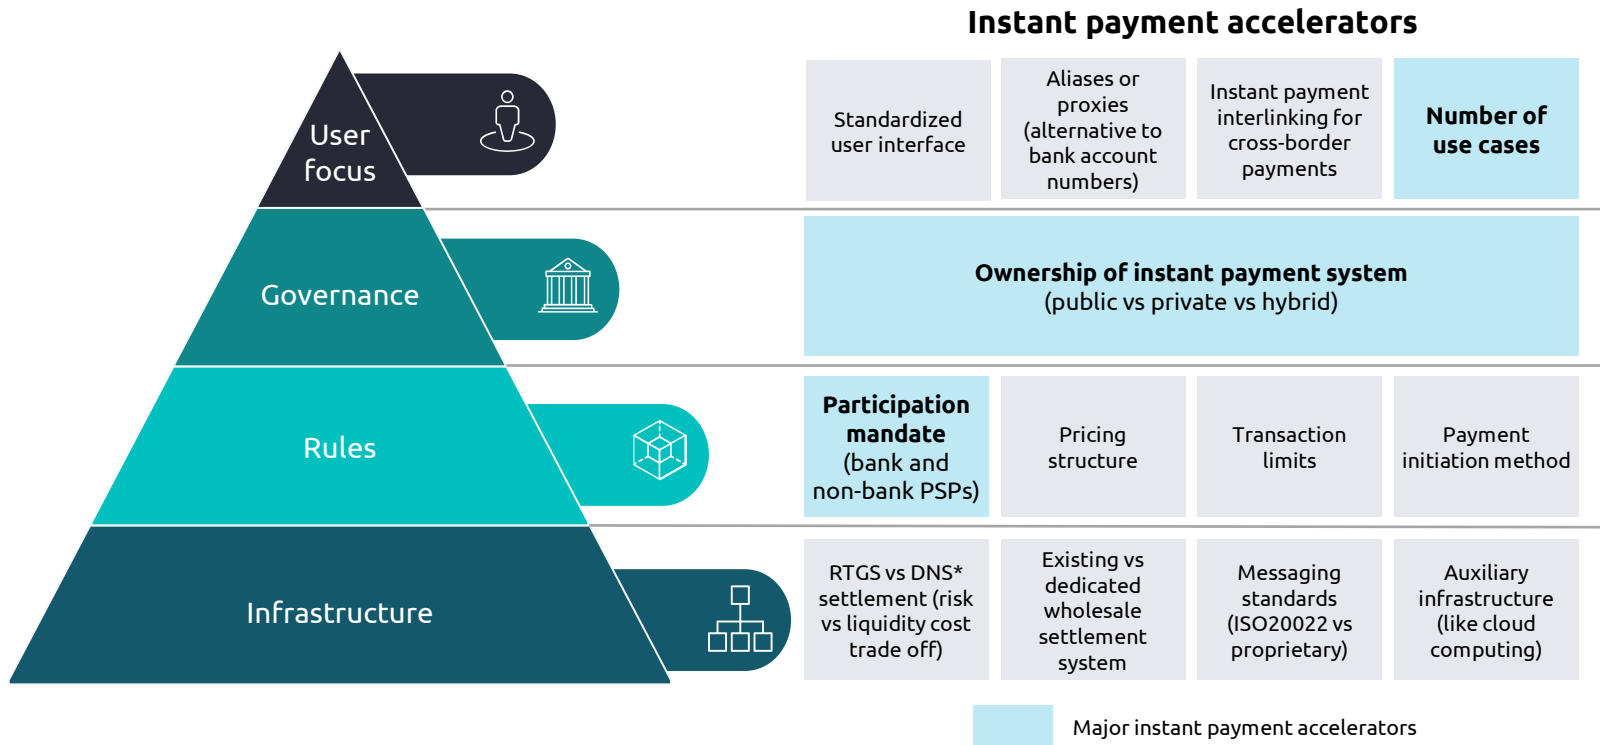 Instant payment accelerators
User
focus
Standardized
user interface
Aliases or
proxies
(alternative to
bank account
numbers)
Instant payment
interlinking for
cross-border
payments
Number of
use cases
Governance
Ownership of instant payment system
(public vs private vs hybrid)
Rules
Participation
mandate
(bank and
non-bank PSPs)
Pricing
structure
Transaction
limits
Payment
initiation method
Infrastructure
RTGS vs DNS*
settlement (risk
vs liquidity cost
trade off)
Existing vs
dedicated
wholesale
settlement
system
Messaging
standards
(ISO20022 vs
proprietary)
Auxiliary
infrastructure
(like cloud
computing)
Major instant payment accelerators